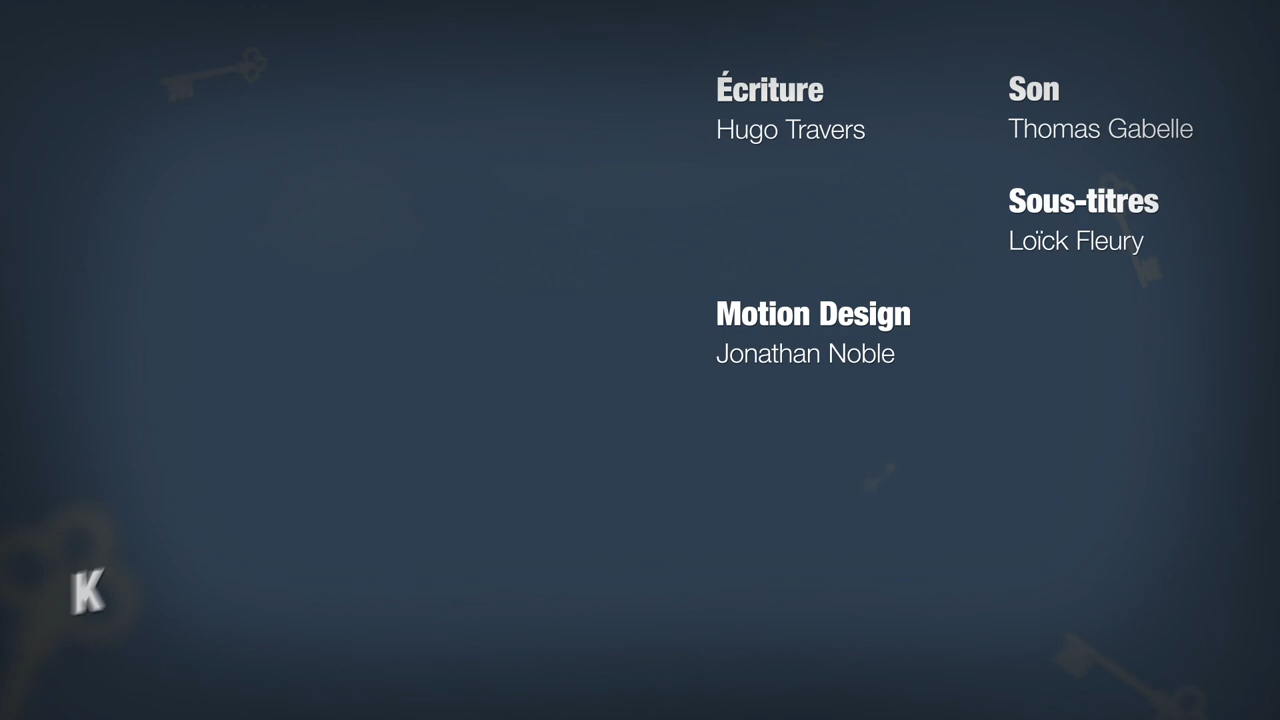 Écriture
Hugo Travers
Son
Thomas Gabelle
Sous-titres
Loïck Fleury
Motion Design
Jonathan Noble
K